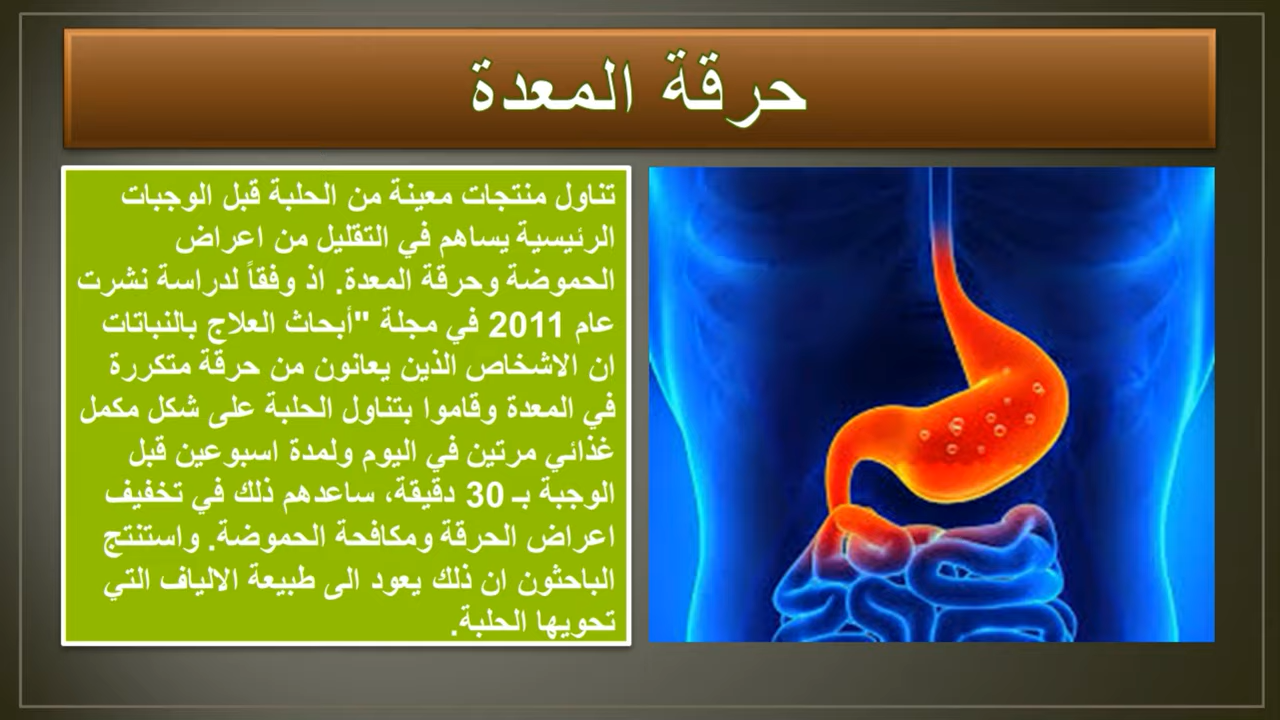 حرقة المعدة
تناول منتجات معينة من الحلبة قبل الوجبات
الرئيسية يساهم في التقليل من اعراض
الحموضة وحرقة المعدة. اذ وفقاً لدراسة نشرت
عام 2011 في مجلة "أبحاث العلاج بالنباتات
ان الاشخاص الذين يعانون من حرقة متكررة
في المعدة وقاموا بتناول الحلبة على شكل مكمل
غذائي مرتين في اليوم ولمدة اسبوعين قبل
الوجبة بـ 30 دقيقة، ساعدهم ذلك في تخفيف
اعراض الحرقة ومكافحة الحموضة. واستنتج
الباحثون ان ذلك يعود الى طبيعة الالياف التي
تحويها الحلبة.